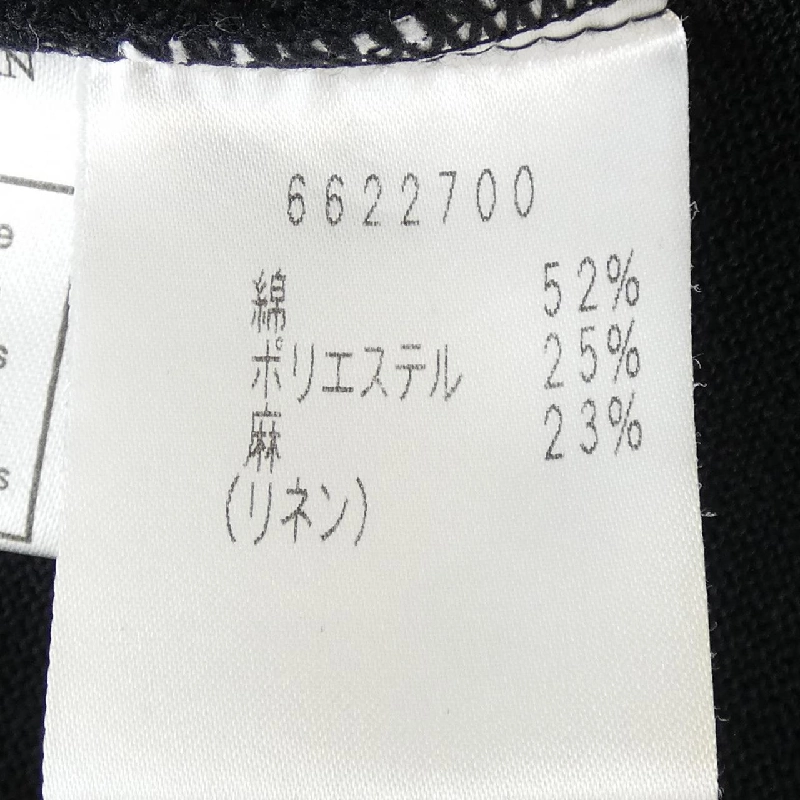 6622700
綿 52%
ポリエステル 25%
麻 23%
(リネン)